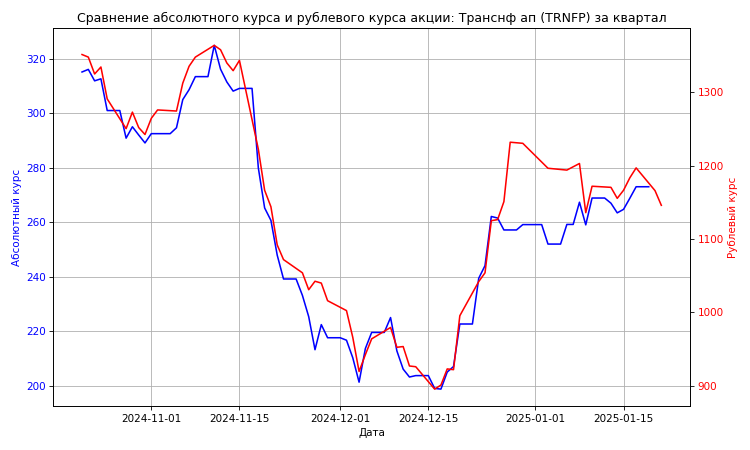 Сравнение абсолютного курса и рублевого курса акции: Транснф ап (TRNFP) за квартал
Абсолютный курс
320
300
280
260
240
220
200
1300
1200
1100
1000
900
Рублевый курс
2024-11-01 2024-11-15 2024-12-01 2024-12-15 2025-01-01 2025-01-15
Дата